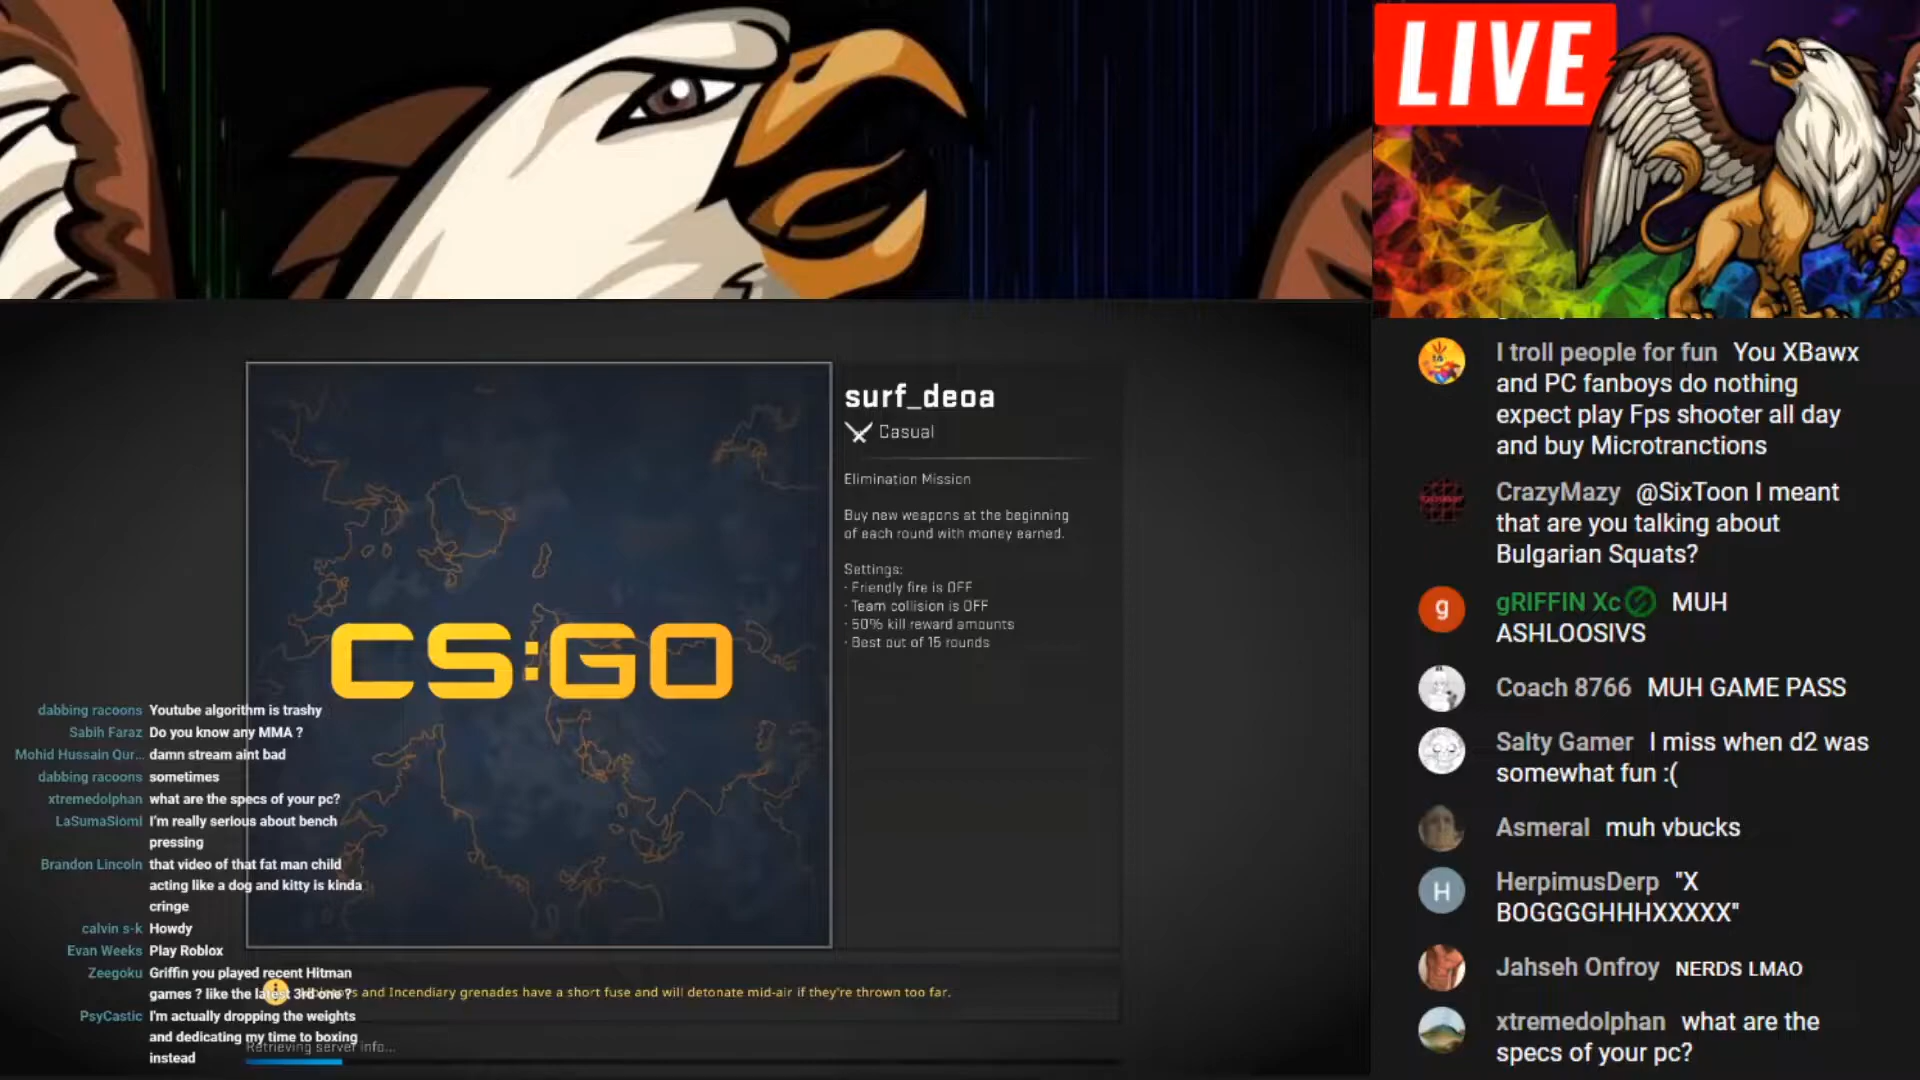 LIVE
surf_deoa
Casual
Elimination Mission
Buy new weapons at the beginning
of each round with money earned.
Settings:
· Friendly fire is OFF
· Team collision is OFF
· 50% kill reward amounts
· Best out of 15 rounds
CS:GO
dabbing racoons Youtube algorithm is trashy
Sabih Faraz Do you know any MMA ?
Mohid Hussain Qur... damn stream aint bad
dabbing racoons sometimes
xtremedolphan what are the specs of your pc?
LaSumaSiomI I'm really serious about bench
pressing
Brandon Lincoln that video of that fat man child
acting like a dog and kitty is kinda
cringe
calvin s-k Howdy
Evan Weeks Play Roblox
Zeegoku Griffin you played recent Hitman
games ? like the latest 3rd one ?
and Incendiary grenades have a short fuse and will detonate mid-air if they're thrown too far.
PsyCastic I'm actually dropping the weights
and dedicating my time to boxing
instead
Retrieving server info...
I troll people for fun You XBawx
and PC fanboys do nothing
expect play Fps shooter all day
and buy Microtranctions
CrazyMazy @SixToon I meant
that are you talking about
Bulgarian Squats?
g
gRIFFIN Xc MUH
ASHLOOSIVS
Coach 8766 MUH GAME PASS
Salty Gamer I miss when d2 was
somewhat fun :(
Asmeral muh vbucks
H
HerpimusDerp "X
BOGGGGHHHXXXXX"
Jahseh Onfroy NERDS LMAO
xtremedolphan what are the
specs of your pc?